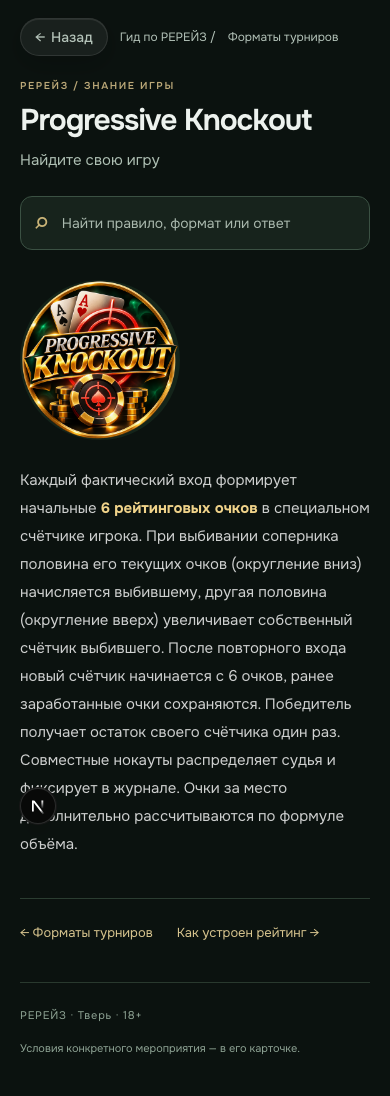 ← Назад
Гид по РЕРЕЙЗ / Форматы турниров
РЕРЕЙЗ / ЗНАНИЕ ИГРЫ
Progressive Knockout
Найдите свою игру
Найти правило, формат или ответ
A A
PROGRESSIVE
KNOCKOUT
Каждый фактический вход формирует
начальные 6 рейтинговых очков в специальном
счётчике игрока. При выбивании соперника
половина его текущих очков (округление вниз)
начисляется выбившему, другая половина
(округление вверх) увеличивает собственный
счётчик выбившего. После повторного входа
новый счётчик начинается с 6 очков, ранее
заработанные очки сохраняются. Победитель
получает остаток своего счётчика один раз.
Совместные нокауты распределяет судья и
в журнале. Очки за место
N
рассчитываются по формуле
объёма.
← Форматы турниров
Как устроен рейтинг →
РЕРЕЙЗ · Тверь · 18+
Условия конкретного мероприятия — в его карточке.